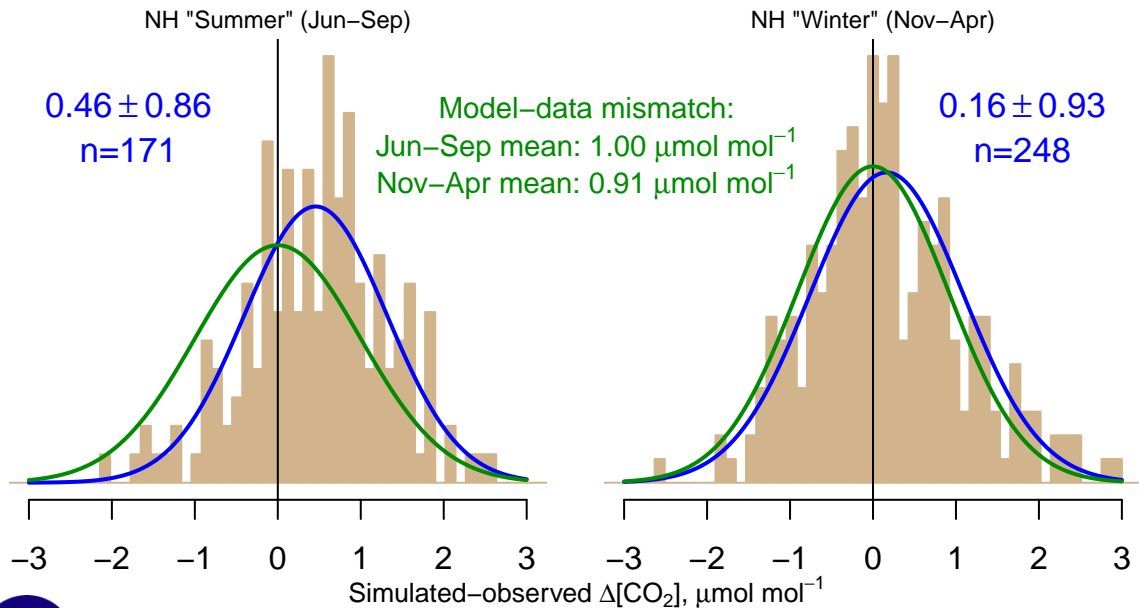 NH "Summer" (Jun−Sep)
0.46 ± 0.86
n=171
−3 −2 −1 0 1 2 3
Model−data mismatch:
Jun−Sep mean: 1.00 μmol mol⁻¹
Nov−Apr mean: 0.91 μmol mol⁻¹
NH "Winter" (Nov−Apr)
0.16 ± 0.93
n=248
−3 −2 −1 0 1 2 3
Simulated−observed Δ[CO₂], μmol mol⁻¹